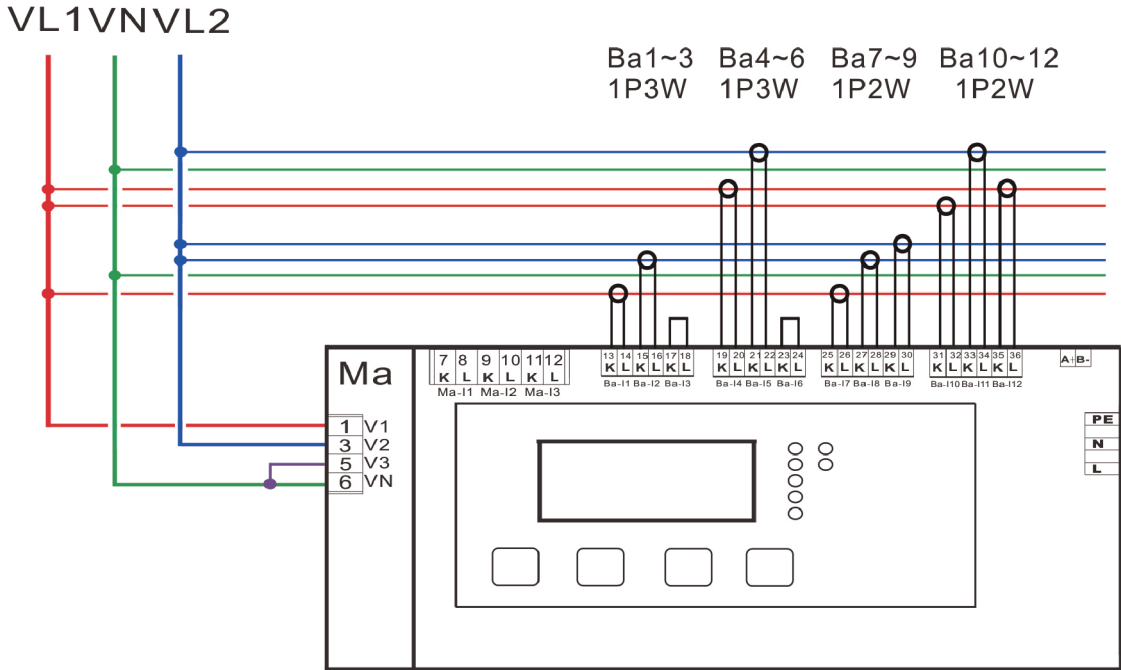 VL1 VN VL2
Ba1~3 Ba4~6 Ba7~9 Ba10~12
1P3W 1P3W 1P2W 1P2W
Ma
7 8 9 10 11 12
K L K L K L
Ma-I1 Ma-I2 Ma-I3
13 14 15 16 17 18
K L K L K L
Ba-I1 Ba-I2 Ba-I3
19 20 21 22 23 24
K L K L K L
Ba-I4 Ba-I5 Ba-I6
25 26 27 28 29 30
K L K L K L
Ba-I7 Ba-I8 Ba-I9
31 32 33 34 35 36
K L K L K L
Ba-I10 Ba-I11 Ba-I12
A+ B-
1 V1
3 V2
5 V3
6 VN
PE
N
L